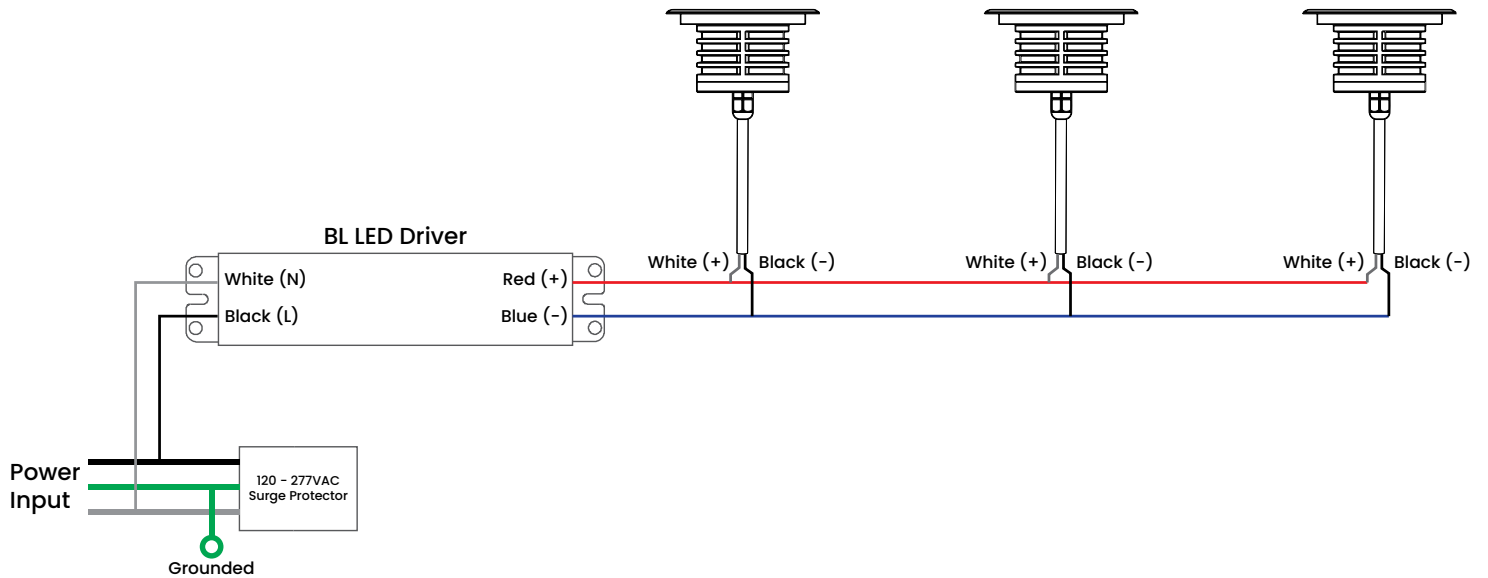 BL LED Driver
White (N)
Red (+)
Black (L)
Blue (-)
White (+)
Black (-)
White (+)
Black (-)
White (+)
Black (-)
Power
Input
120 - 277VAC
Surge Protector
Grounded